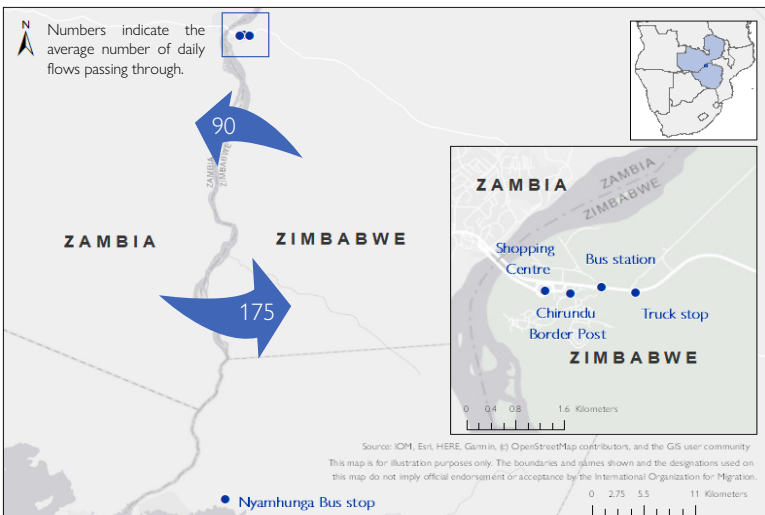 N
Numbers indicate the
average number of daily
flows passing through.
90
ZAMBIA
ZIMBABWE
ZAMBIA
ZIMBABWE
175
ZAMBIA
ZAMBIA
ZIMBABWE
Shopping
Centre
Bus station
Chirundu
Border Post
Truck stop
ZIMBABWE
0 0.4 0.8 1.6 Kilometers
Source: IOM, Esri, HERE, Garmin, (c) OpenStreetMap contributors, and the GIS user community
This map is for illustration purposes only. The boundaries and names shown and the designations used on
this map do not imply official endorsement or acceptance by the International Organization for Migration.
0 2.75 5.5 11 Kilometers
Nyamhunga Bus stop